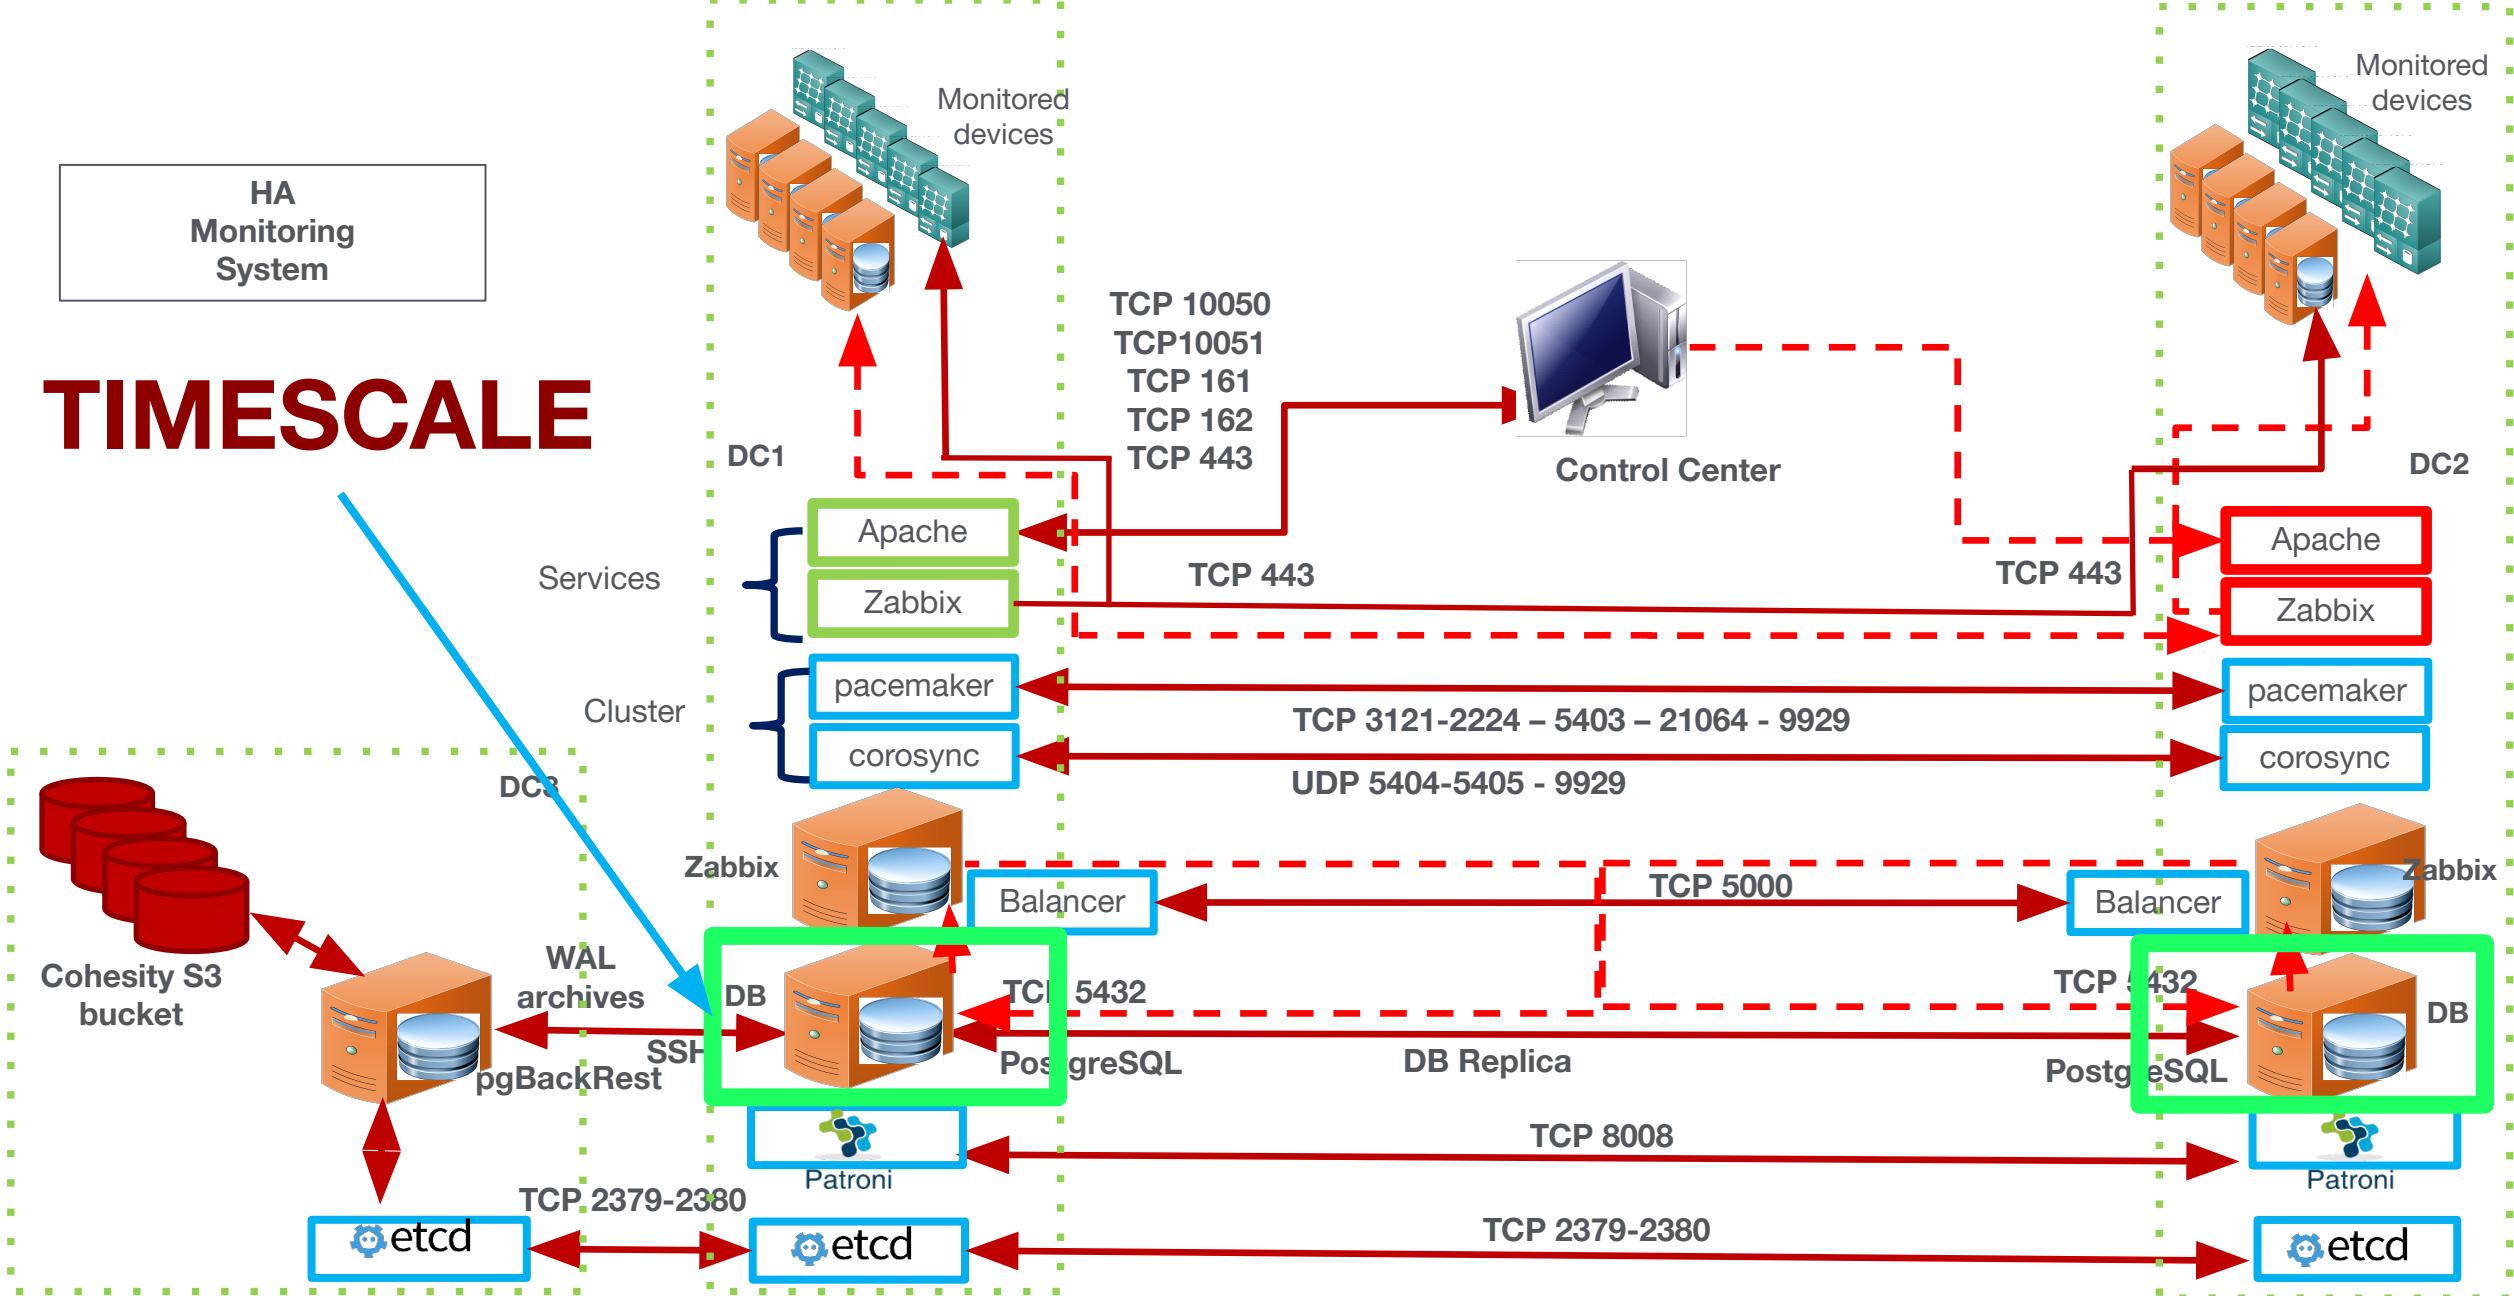 HA
Monitoring
System
TIMESCALE
Monitored
devices
Monitored
devices
TCP 10050
TCP10051
TCP 161
TCP 162
TCP 443
DC1
Control Center
DC2
Services
Apache
Zabbix
TCP 443
TCP 443
Apache
Zabbix
Cluster
pacemaker
corosync
TCP 3121-2224 – 5403 – 21064 - 9929
UDP 5404-5405 - 9929
pacemaker
corosync
DC3
Zabbix
Balancer
TCP 5000
Balancer
Zabbix
Cohesity S3
bucket
WAL
archives
SSH
pgBackRest
DB
TCP 5432
PostgreSQL
DB Replica
TCP 5432
PostgreSQL
DB
Patroni
TCP 8008
Patroni
TCP 2379-2380
etcd
etcd
TCP 2379-2380
etcd